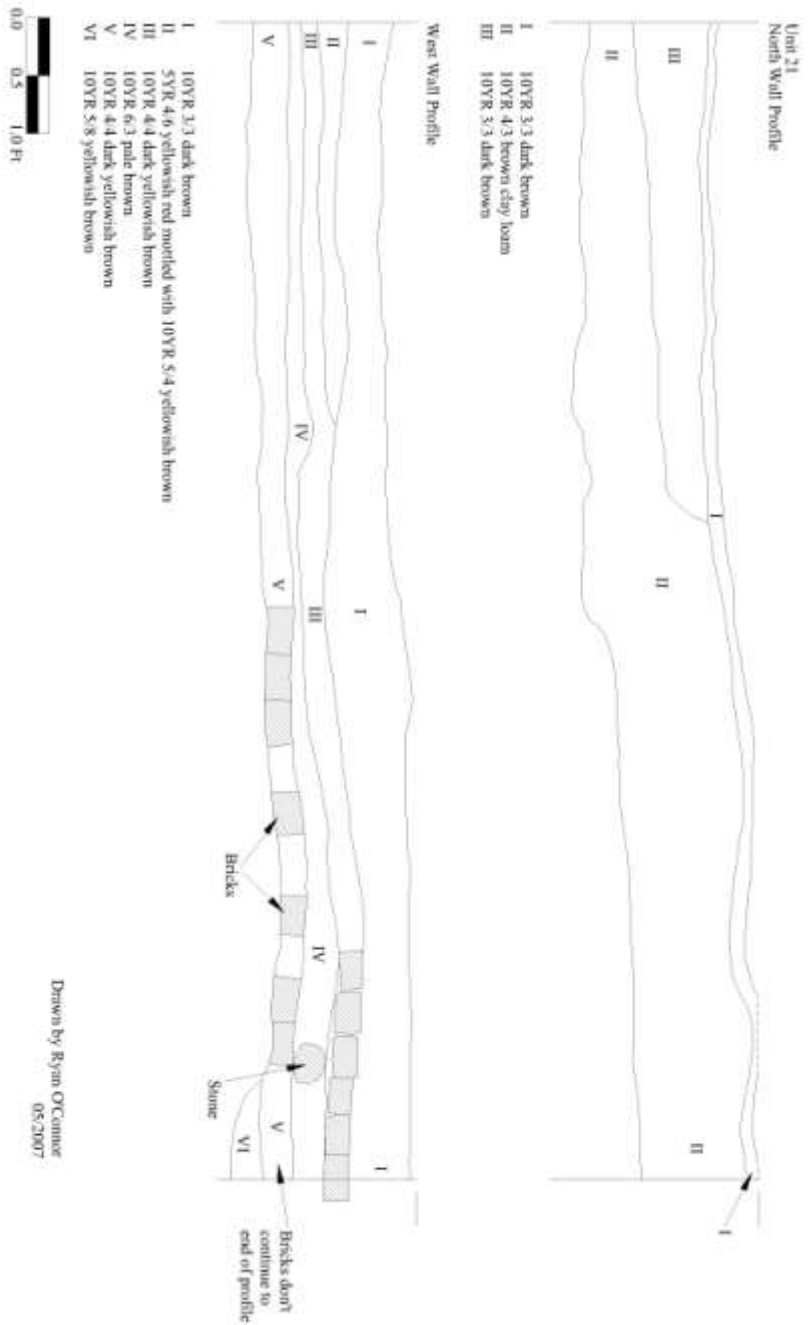 Unit 21
North Wall Profile
III
II
I
II
II
I
I 10YR 3/3 dark brown
II 10YR 4/3 brown clay loam
III 10YR 3/3 dark brown
West Wall Profile
I
II
III
V
IV
I
III
V
IV
I
V
VI
Bricks
Stone
Bricks don't
continue to
end of profile
I 10YR 3/3 dark brown
II 5YR 4/6 yellowish red mottled with 10YR 5/4 yellowish brown
III 10YR 4/4 dark yellowish brown
IV 10YR 6/3 pale brown
V 10YR 4/4 dark yellowish brown
VI 10YR 5/8 yellowish brown
0.0 0.5 1.0 Ft
Drawn by Ryan O'Connor
05/2007